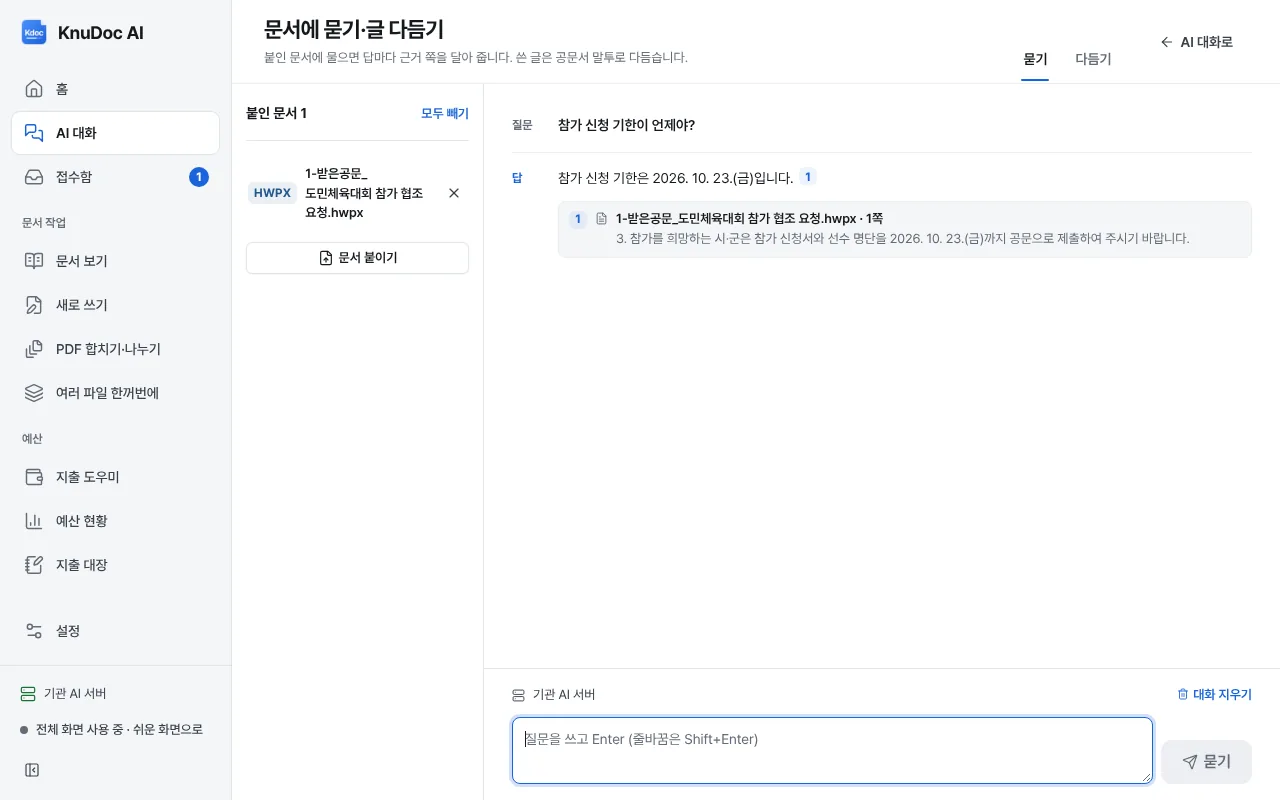 Kdoc
KnuDoc AI
홈
AI 대화
접수함
1
문서 작업
문서 보기
새로 쓰기
PDF 합치기·나누기
여러 파일 한꺼번에
예산
지출 도우미
예산 현황
지출 대장
설정
기관 AI 서버
전체 화면 사용 중 · 쉬운 화면으로
문서에 묻기·글 다듬기
붙인 문서에 물으면 답마다 근거 쪽을 달아 줍니다. 쓴 글은 공문서 말투로 다듬습니다.
묻기
다듬기
AI 대화로
붙인 문서 1
모두 빼기
HWPX
1-받은공문_
도민체육대회 참가 협조
요청.hwpx
문서 붙이기
질문
참가 신청 기한이 언제야?
답
참가 신청 기한은 2026. 10. 23.(금)입니다. 1
1 1-받은공문_도민체육대회 참가 협조 요청.hwpx · 1쪽
3. 참가를 희망하는 시·군은 참가 신청서와 선수 명단을 2026. 10. 23.(금)까지 공문으로 제출하여 주시기 바랍니다.
기관 AI 서버
대화 지우기
질문을 쓰고 Enter (줄바꿈은 Shift+Enter)
묻기